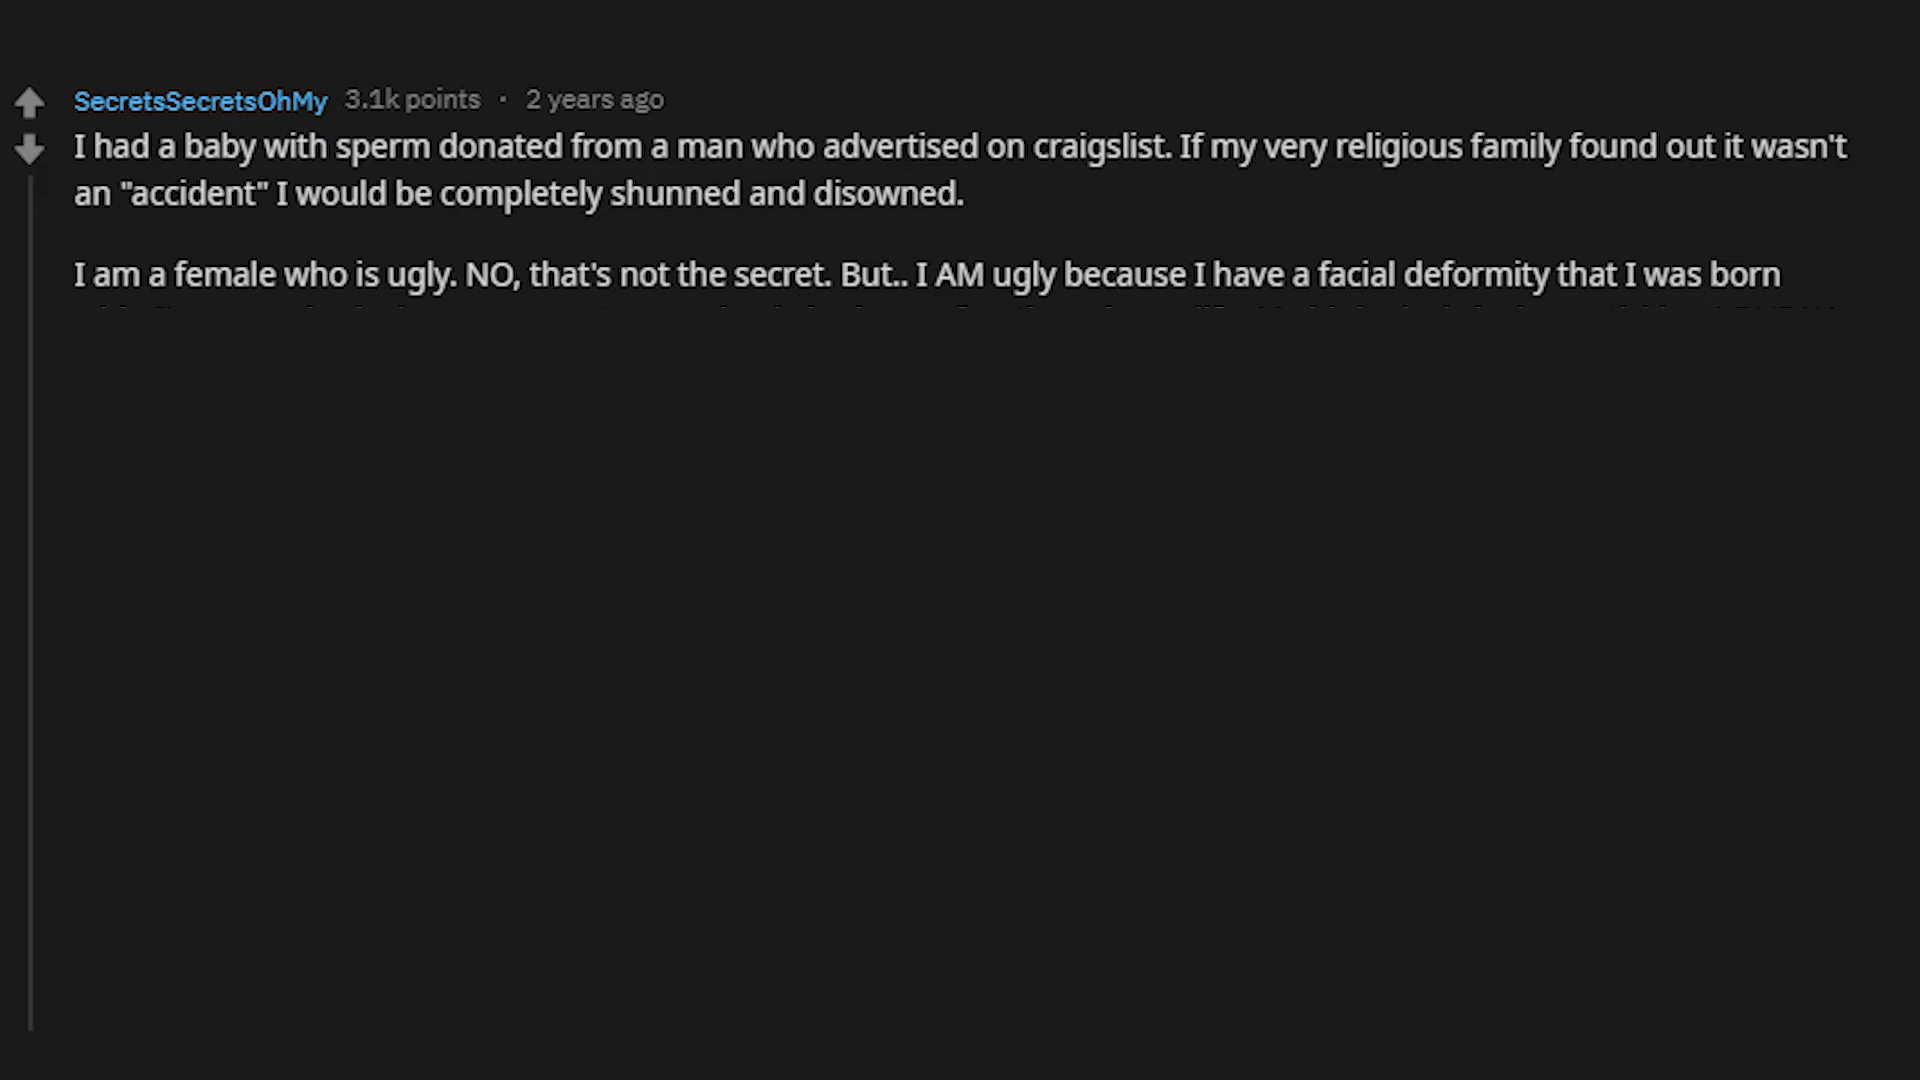 SecretsSecretsOhMy 3.1k points · 2 years ago
I had a baby with sperm donated from a man who advertised on craigslist. If my very religious family found out it wasn't
an "accident" I would be completely shunned and disowned.
I am a female who is ugly. NO, that's not the secret. But.. I AM ugly because I have a facial deformity that I was born